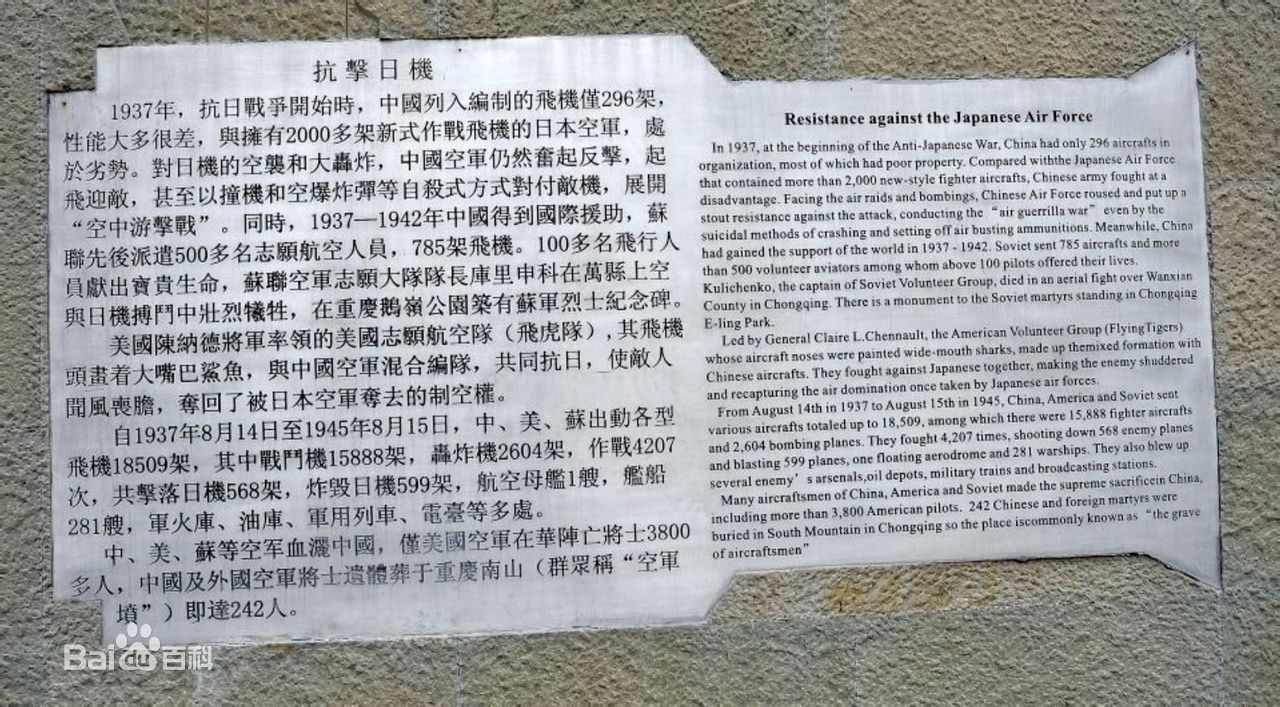 抗擊日機
1937年，抗日戰爭開始時，中國列入編制的飛機僅296架，
性能大多很差，與擁有2000多架新式作戰飛機的日本空軍，處
於劣勢。對日機的空襲和大轟炸，中國空軍仍然奮起反擊，起
飛迎敵，甚至以撞機和空爆炸彈等自殺式方式對付敵機，展開
“空中游擊戰”。同時，1937—1942年中國得到國際援助，蘇
聯先後派遣500多名志願航空人員，785架飛機。100多名飛行人
員獻出寶貴生命，蘇聯空軍志願大隊隊長庫里申科在萬縣上空
與日機搏鬥中壯烈犧牲，在重慶鵝嶺公園築有蘇軍烈士紀念碑。
美國陳納德將軍率領的美國志願航空隊（飛虎隊）,其飛機
頭畫着大嘴巴鯊魚，與中國空軍混合編隊，共同抗日，使敵人
聞風喪膽，奪回了被日本空軍奪去的制空權。
自1937年8月14日至1945年8月15日，中、美、蘇出動各型
飛機18509架，其中戰鬥機15888架，轟炸機2604架，作戰4207
次，共擊落日機568架，炸毀日機599架，航空母艦1艘，艦船
281艘，軍火庫、油庫、軍用列車、電臺等多處。
中、美、蘇等空军血灑中國，僅美國空軍在華陣亡將士3800
多人，中國及外國空軍將士遺體葬于重慶南山（群眾稱“空軍
墳”）即達242人。
Resistance against the Japanese Air Force
In 1937, at the beginning of the Anti-Japanese War, China had only 296 aircrafts in
organization, most of which had poor property. Compared withthe Japanese Air Force
that contained more than 2,000 new-style fighter aircrafts, Chinese army fought at a
disadvantage. Facing the air raids and bombings, Chinese Air Force roused and put up a
stout resistance against the attack, conducting the “air guerrilla war” even by the
suicidal methods of crashing and setting off air busting ammunitions. Meanwhile, China
had gained the support of the world in 1937 - 1942. Soviet sent 785 aircrafts and more
than 500 volunteer aviators among whom above 100 pilots offered their lives.
Kulichenko, the captain of Soviet Volunteer Group, died in an aerial fight over Wanxian
County in Chongqing. There is a monument to the Soviet martyrs standing in Chongqing
E-ling Park.
Led by General Claire L.Chennault, the American Volunteer Group (FlyingTigers)
whose aircraft noses were painted wide-mouth sharks, made up themixed formation with
Chinese aircrafts. They fought against Japanese together, making the enemy shuddered
and recapturing the air domination once taken by Japanese air forces.
From August 14th in 1937 to August 15th in 1945, China, America and Soviet sent
various aircrafts totaled up to 18,509, among which there were 15,888 fighter aircrafts
and 2,604 bombing planes. They fought 4,207 times, shooting down 568 enemy planes
and blasting 599 planes, one floating aerodrome and 281 warships. They also blew up
several enemy’s arsenals,oil depots, military trains and broadcasting stations.
Many aircraftsmen of China, America and Soviet made the supreme sacrificein China,
including more than 3,800 American pilots. 242 Chinese and foreign martyrs were
buried in South Mountain in Chongqing so the place iscommonly known as “the grave
of aircraftsmen”
Bai百科